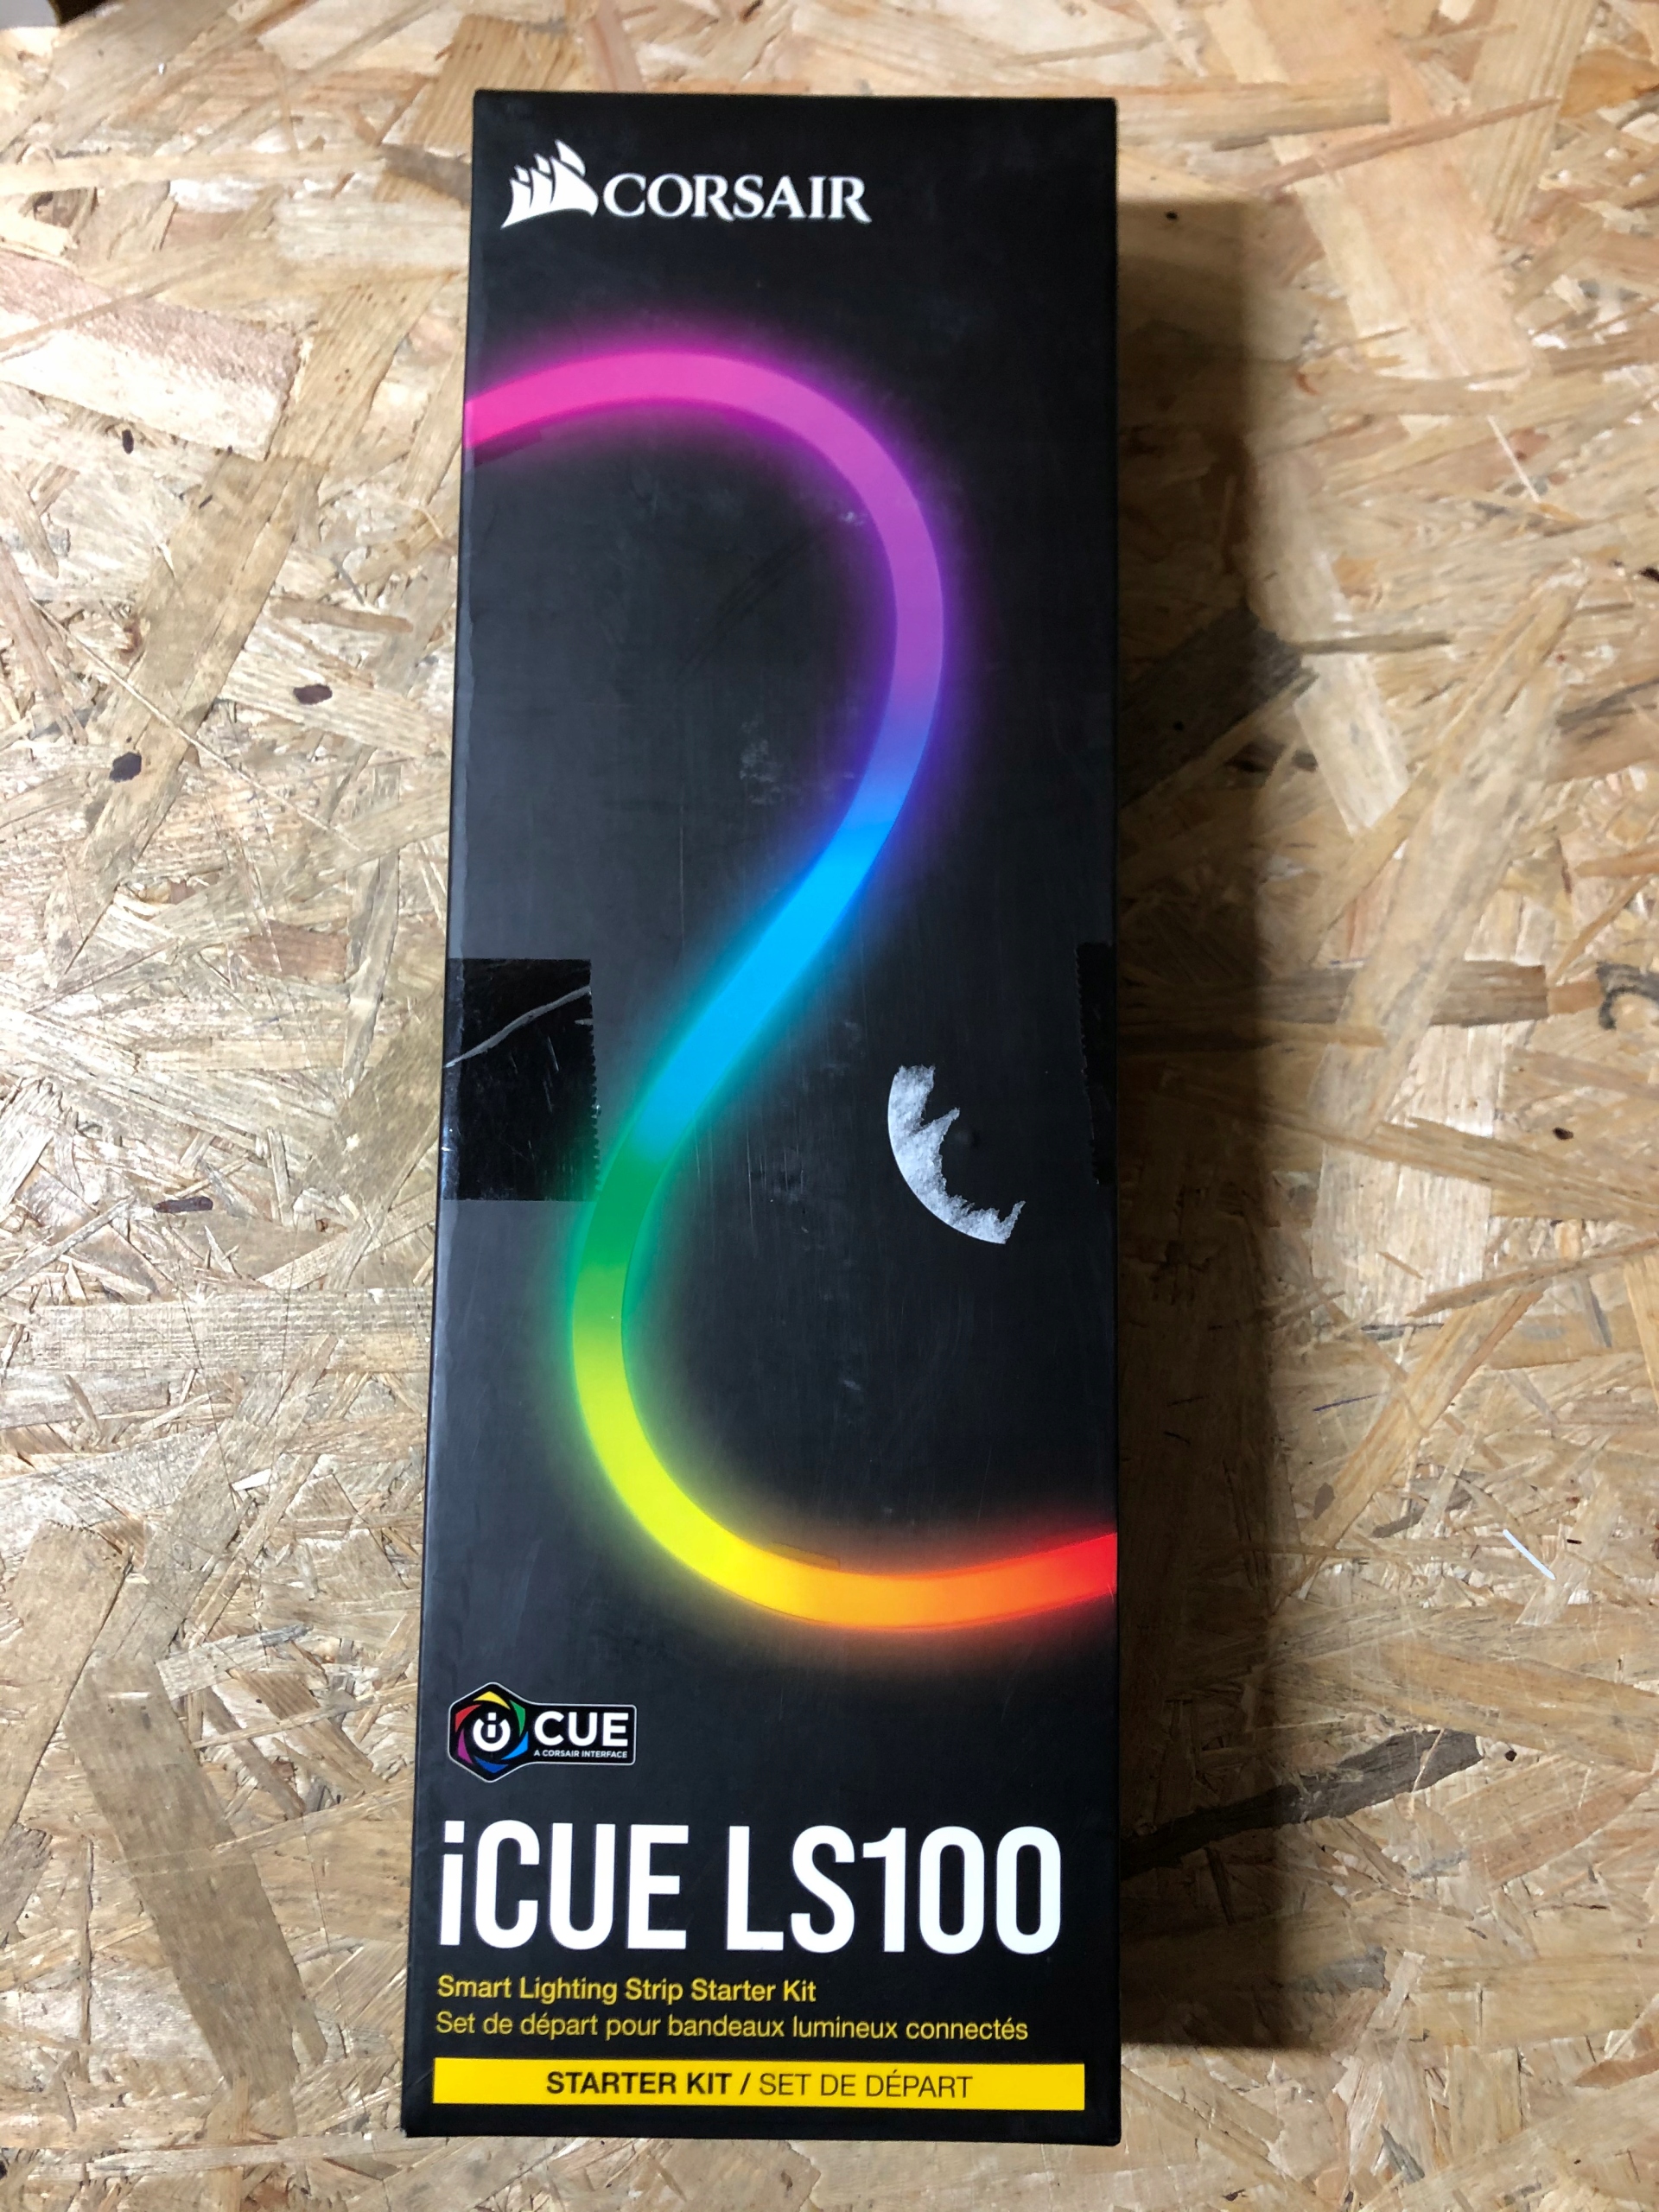 CORSAIR
iCUE
A CORSAIR INTERFACE
iCUE LS100
Smart Lighting Strip Starter Kit
Set de départ pour bandeaux lumineux connectés
STARTER KIT / SET DE DÉPART